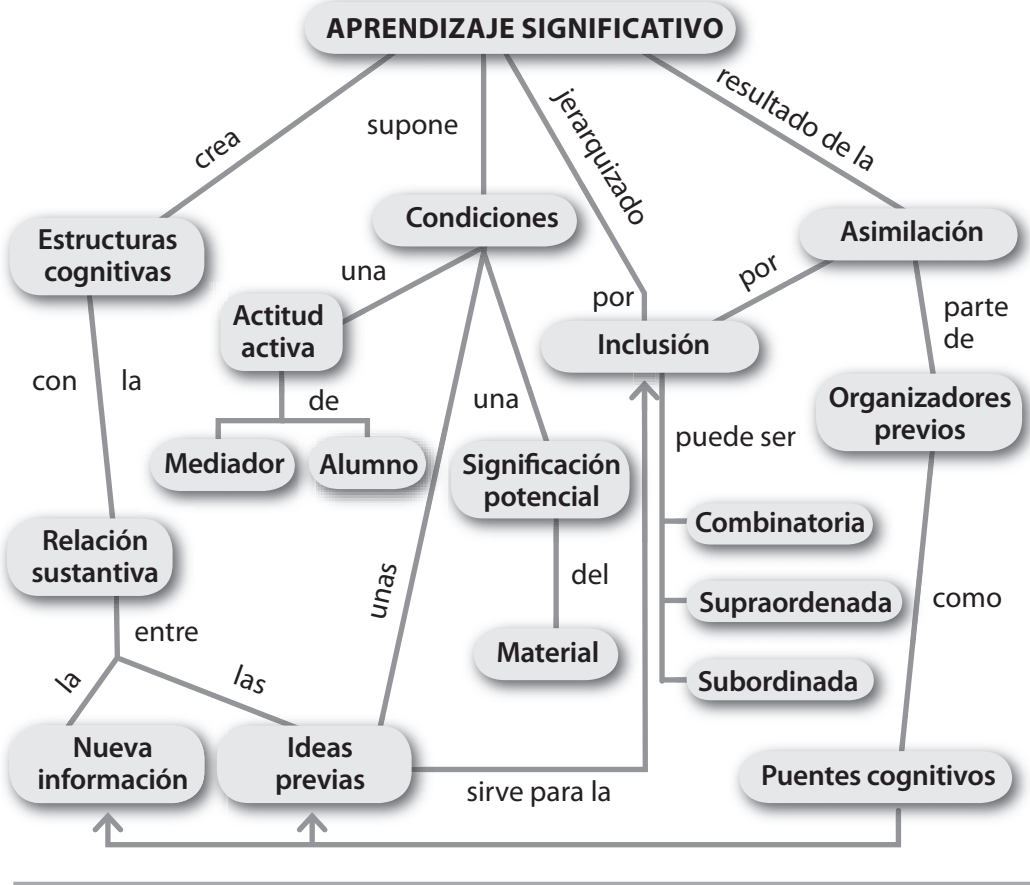 APRENDIZAJE SIGNIFICATIVO
crea
supone
jerarquizado
resultado de la
Estructuras
cognitivas
Condiciones
Asimilación
una
por
por
Actitud
activa
Inclusión
parte
de
con
la
de
una
Organizadores
previos
puede ser
Mediador
Alumno
Significación
potencial
Combinatoria
Relación
sustantiva
unas
del
Supraordenada
como
entre
Material
Subordinada
la
las
Nueva
información
Ideas
previas
sirve para la
Puentes cognitivos